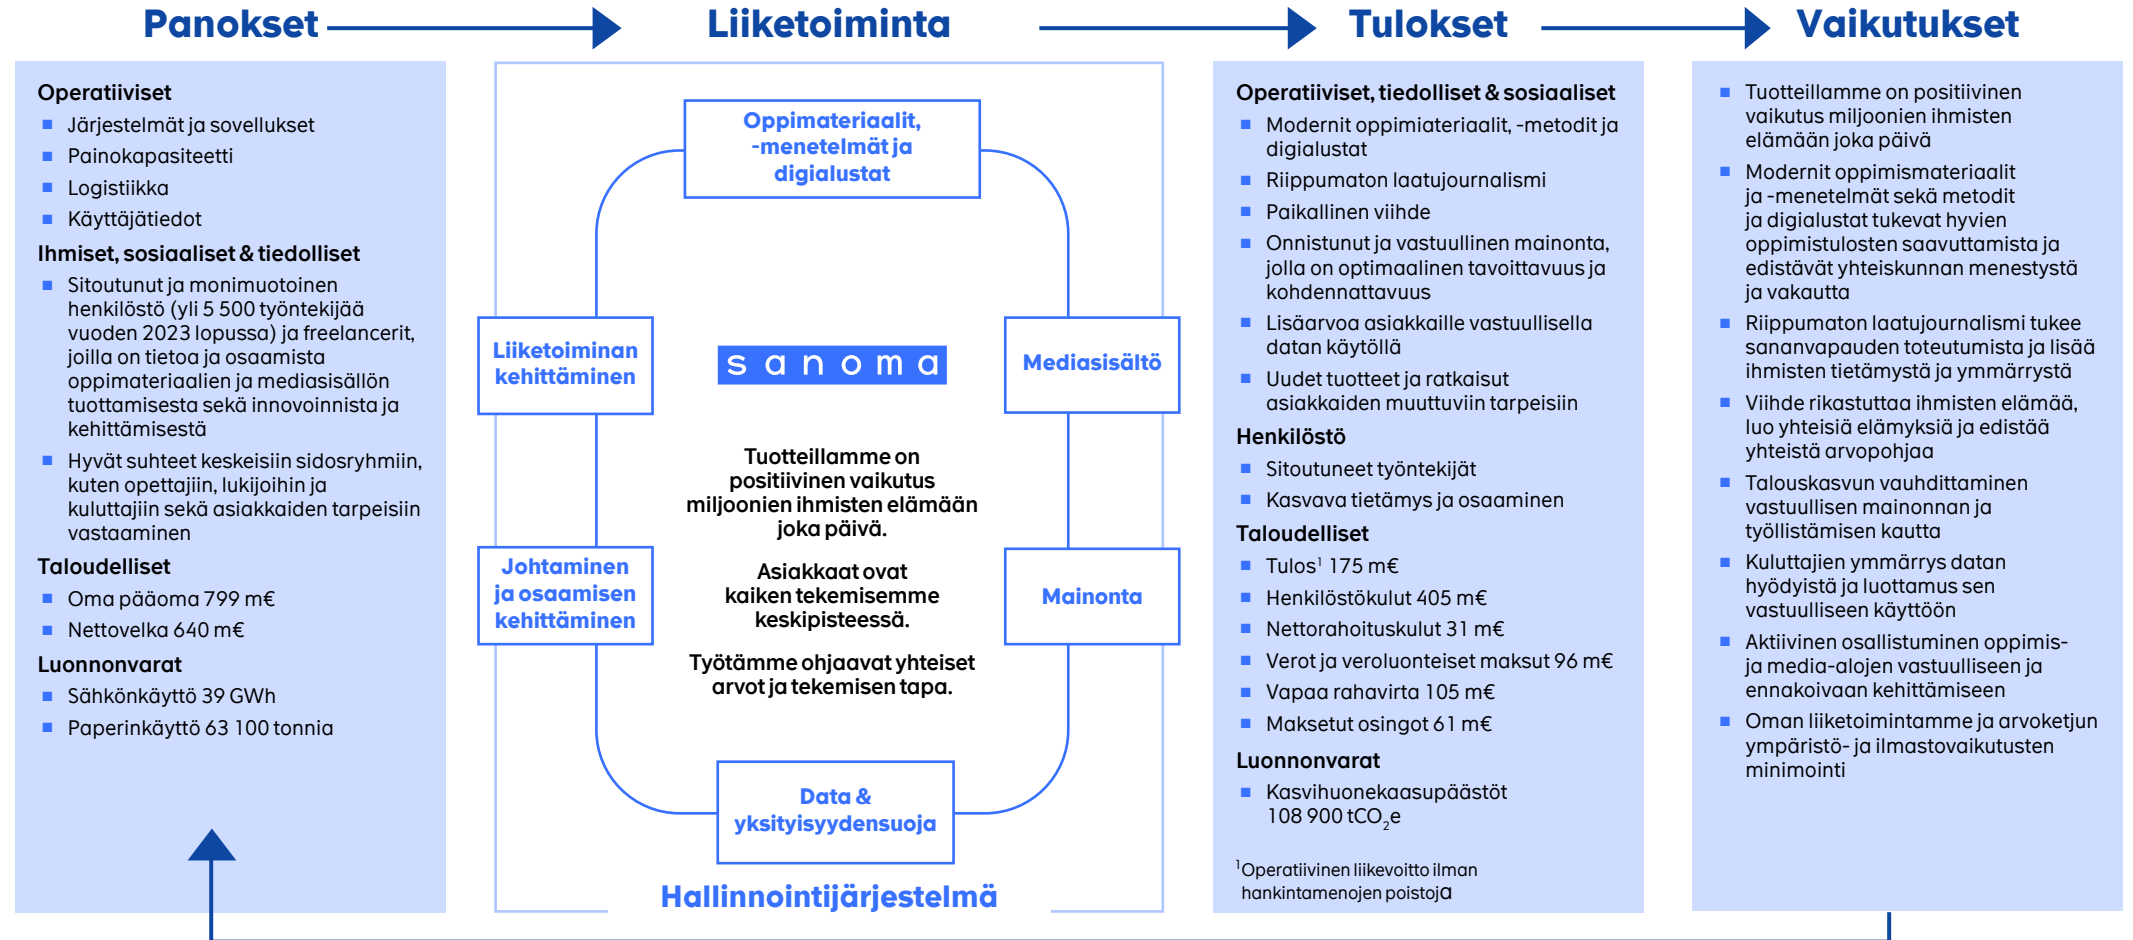 Panokset
Liiketoiminta
Tulokset
Vaikutukset
Operatiiviset
Järjestelmät ja sovellukset
Painokapasiteetti
Logistiikka
Käyttäjätiedot
Ihmiset, sosiaaliset & tiedolliset
Sitoutunut ja monimuotoinen
henkilöstö (yli 5 500 työntekijää
vuoden 2023 lopussa) ja freelancerit,
joilla on tietoa ja osaamista
oppimateriaalien ja mediasisällön
tuottamisesta sekä innovoinnista ja
kehittämisestä
Hyvät suhteet keskeisiin sidosryhmiin,
kuten opettajiin, lukijoihin ja
kuluttajiin sekä asiakkaiden tarpeisiin
vastaaminen
Taloudelliset
Oma pääoma 799 m€
Nettovelka 640 m€
Luonnonvarat
Sähkönkäyttö 39 GWh
Paperinkäyttö 63 100 tonnia
Oppimateriaalit,
-menetelmät ja
digialustat
Liiketoiminan
kehittäminen
sanoma
Mediasisältö
Tuotteillamme on
positiivinen vaikutus
miljoonien ihmisten elämään
joka päivä.
Asiakkaat ovat
kaiken tekemisemme
keskipisteessä.
Työtämme ohjaavat yhteiset
arvot ja tekemisen tapa.
Johtaminen
ja osaamisen
kehittäminen
Mainonta
Data &
yksityisyydensuoja
Hallinnointijärjestelmä
Operatiiviset, tiedolliset & sosiaaliset
Modernit oppimiateriaalit, -metodit ja
digialustat
Riippumaton laatujournalismi
Paikallinen viihde
Onnistunut ja vastuullinen mainonta,
jolla on optimaalinen tavoittavuus ja
kohdennattavuus
Lisäarvoa asiakkaille vastuullisella
datan käytöllä
Uudet tuotteet ja ratkaisut
asiakkaiden muuttuviin tarpeisiin
Henkilöstö
Sitoutuneet työntekijät
Kasvava tietämys ja osaaminen
Taloudelliset
Tulos¹ 175 m€
Henkilöstökulut 405 m€
Nettorahoituskulut 31 m€
Verot ja veroluonteiset maksut 96 m€
Vapaa rahavirta 105 m€
Maksetut osingot 61 m€
Luonnonvarat
Kasvihuonekaasupäästöt
108 900 tCO₂e
¹Operatiivinen liikevoitto ilman
hankintamenojen poistoja
Tuotteillamme on positiivinen
vaikutus miljoonien ihmisten
elämään joka päivä
Modernit oppimismateriaalit
ja -menetelmät sekä metodit
ja digialustat tukevat hyvien
oppimistulosten saavuttamista ja
edistävät yhteiskunnan menestystä
ja vakautta
Riippumaton laatujournalismi tukee
sananvapauden toteutumista ja lisää
ihmisten tietämystä ja ymmärrystä
Viihde rikastuttaa ihmisten elämää,
luo yhteisiä elämyksiä ja edistää
yhteistä arvopohjaa
Talouskasvun vauhdittaminen
vastuullisen mainonnan ja
työllistämisen kautta
Kuluttajien ymmärrys datan
hyödyistä ja luottamus sen
vastuulliseen käyttöön
Aktiivinen osallistuminen oppimis-
ja media-alojen vastuulliseen ja
ennakoivaan kehittämiseen
Oman liiketoimintamme ja arvoketjun
ympäristö- ja ilmastovaikutusten
minimointi